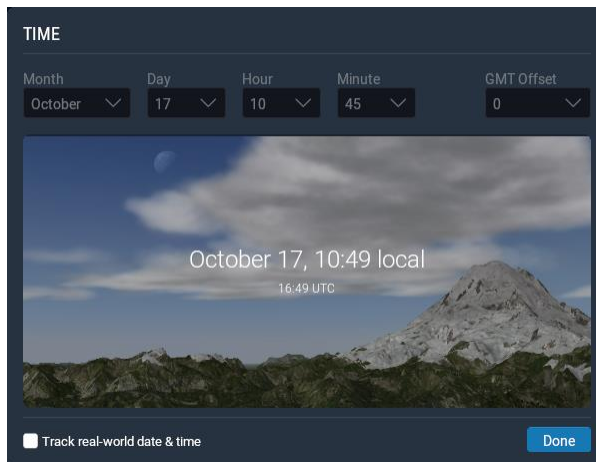 TIME
Month Day Hour Minute GMT Offset
October 17 10 45 0
October 17, 10:49 local
16:49 UTC
Track real-world date & time
Done